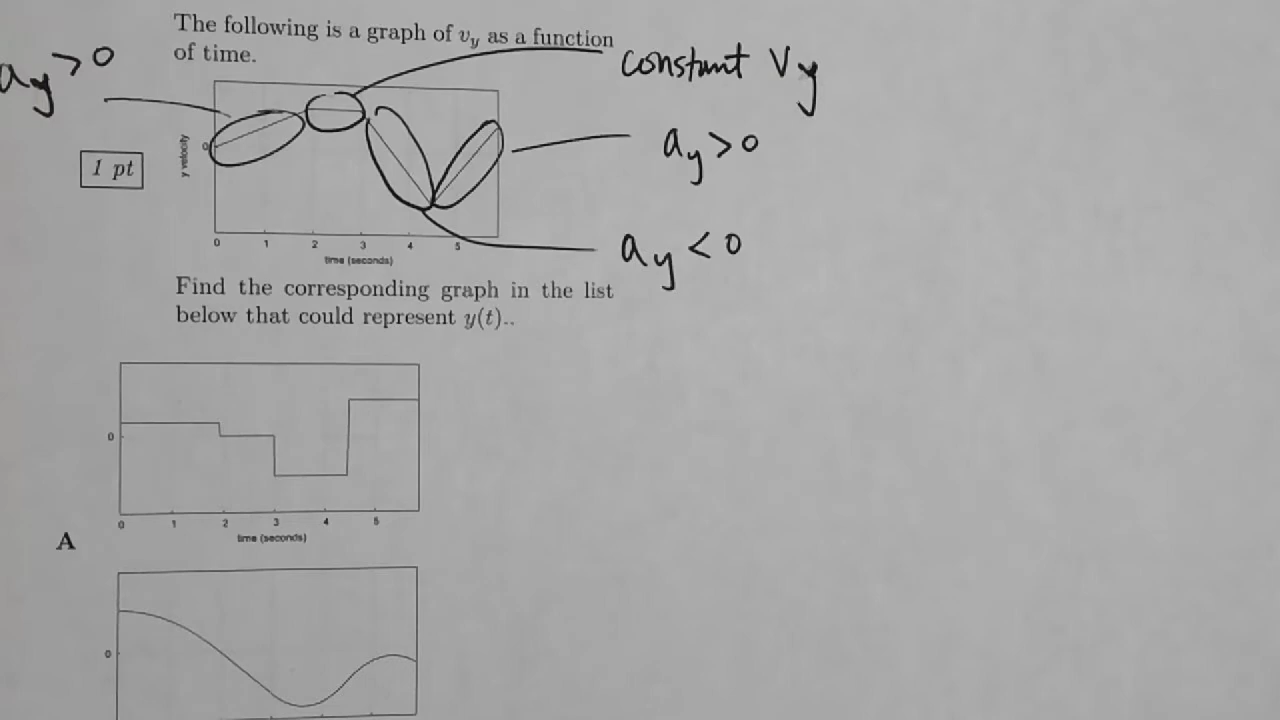 The following is a graph of v_y as a function
of time.
a_y > 0
constant V_y
y velocity
0
a_y > 0
1 pt
a_y < 0
0 1 2 3 4 5
time (seconds)
Find the corresponding graph in the list
below that could represent y(t)..
0
0 1 2 3 4 5
time (seconds)
A
0